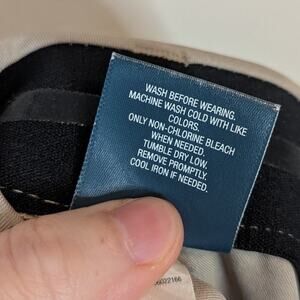 WASH BEFORE WEARING.
MACHINE WASH COLD WITH LIKE
COLORS.
ONLY NON-CHLORINE BLEACH
WHEN NEEDED.
TUMBLE DRY LOW.
REMOVE PROMPTLY.
COOL IRON IF NEEDED.